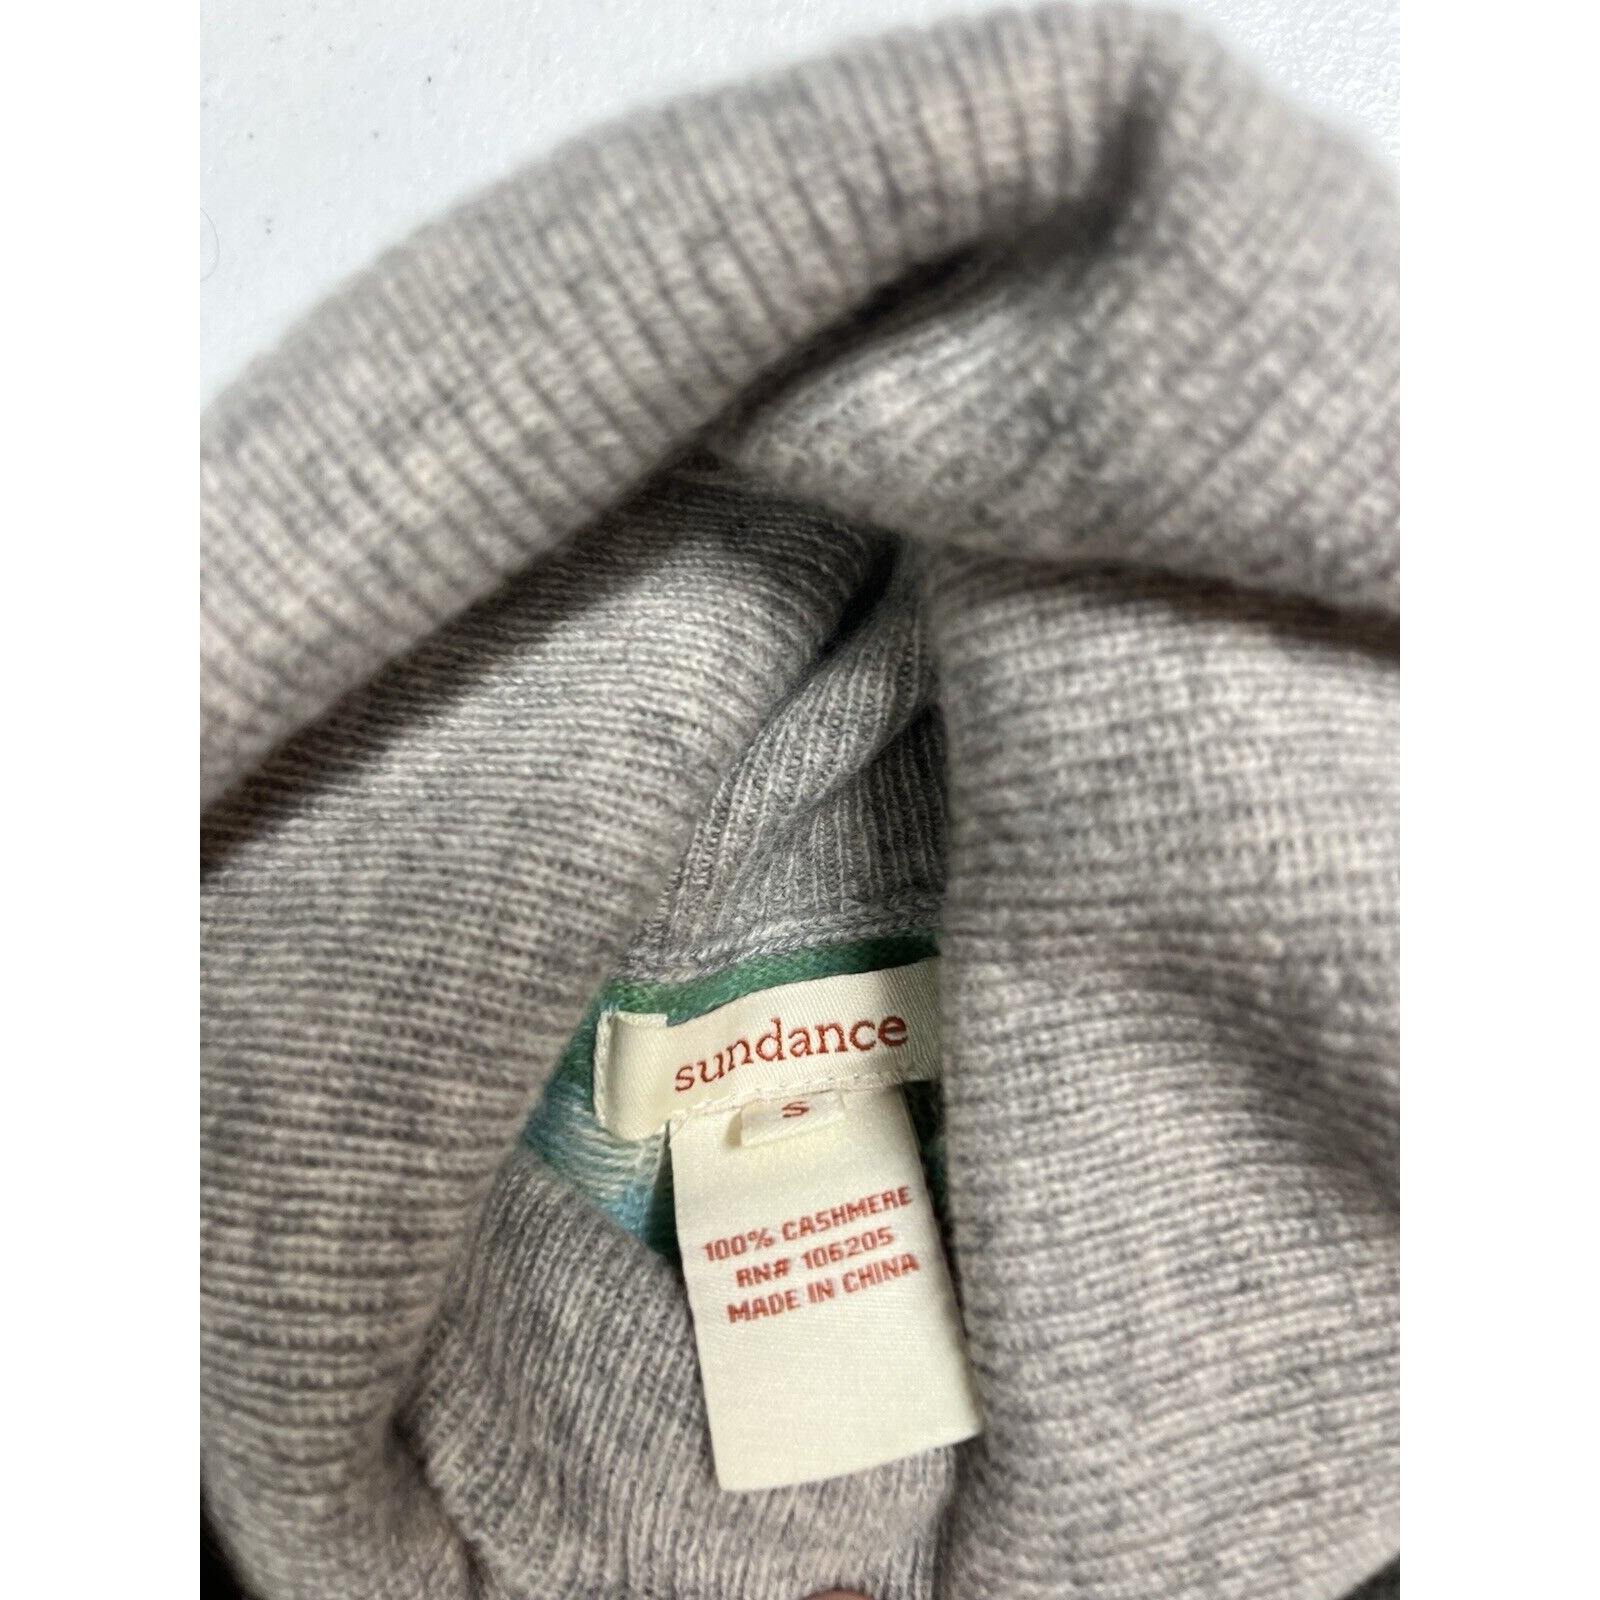 sundance
S
100% CASHMERE
RN# 106205
MADE IN CHINA